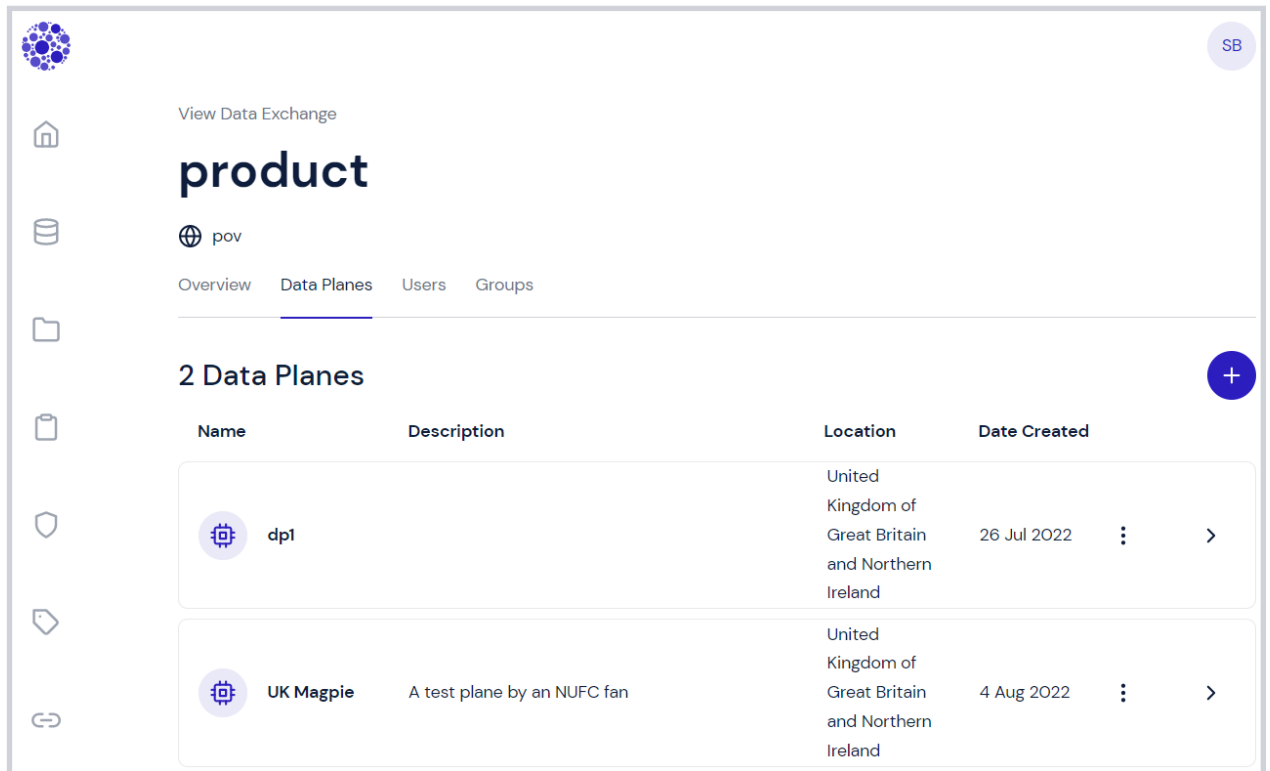 SB
View Data Exchange
product
pov
Overview Data Planes Users Groups
2 Data Planes
+
Name Description Location Date Created
dp1 United Kingdom of Great Britain and Northern Ireland 26 Jul 2022
UK Magpie A test plane by an NUFC fan United Kingdom of Great Britain and Northern Ireland 4 Aug 2022